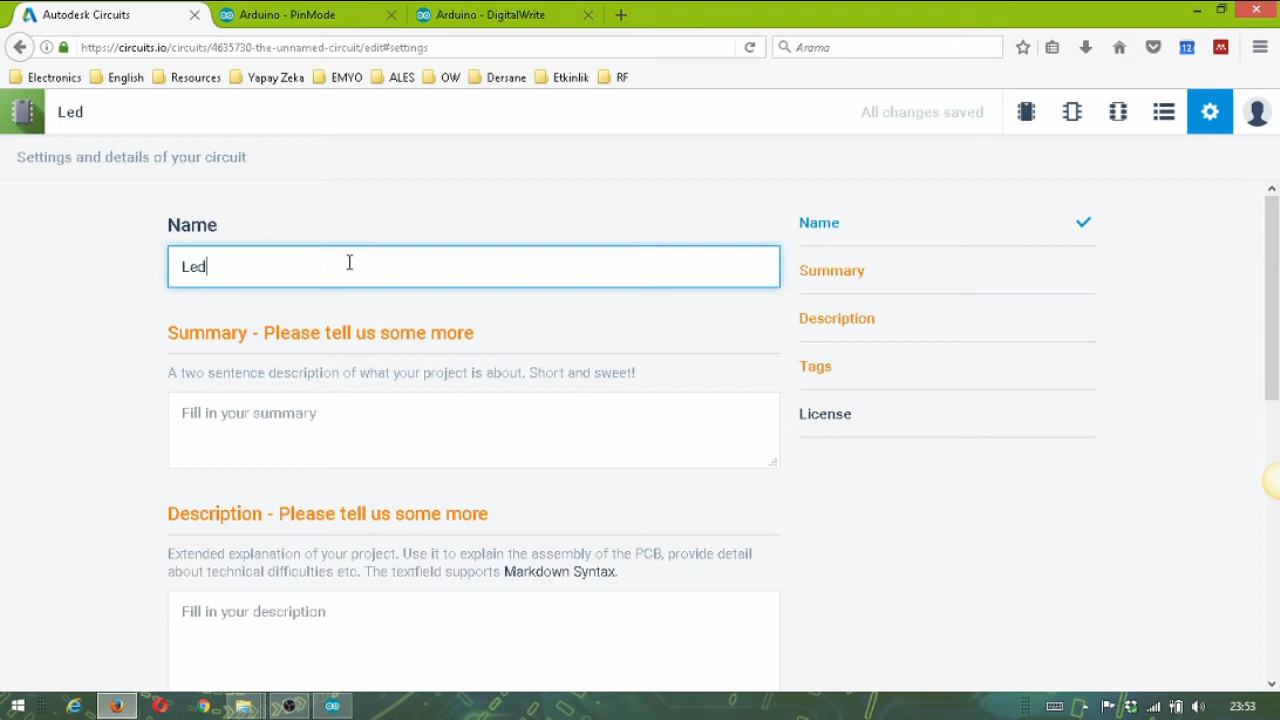 Autodesk Circuits
Arduino - PinMode
Arduino - DigitalWrite
https://circuits.io/circuits/4635730-the-unnamed-circuit/edit#settings
Arama
12
Electronics
English
Resources
Yapay Zeka
EMYO
ALES
OW
Dersane
Etkinlik
RF
Led
All changes saved
Settings and details of your circuit
Name
Led
Summary - Please tell us some more
A two sentence description of what your project is about. Short and sweet!
Fill in your summary
Description - Please tell us some more
Extended explanation of your project. Use it to explain the assembly of the PCB, provide detail
about technical difficulties etc. The textfield supports Markdown Syntax.
Fill in your description
Name
Summary
Description
Tags
License
23:53